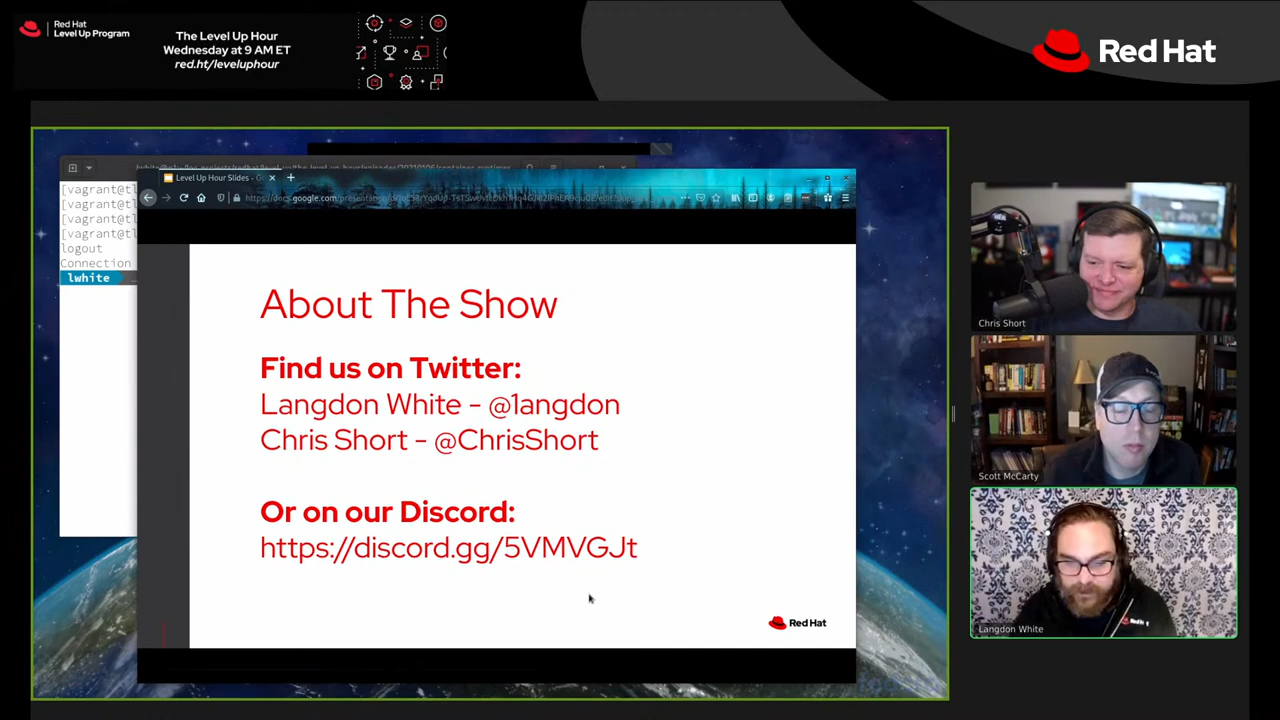 Red Hat
Level Up Program
The Level Up Hour
Wednesday at 9 AM ET
red.ht/leveluphour
Red Hat
Level Up Hour Slides - G
[vagrant@tl
[vagrant@tl
[vagrant@tl
[vagrant@tl
logout
Connection
lwhite
About The Show
Find us on Twitter:
Langdon White - @1angdon
Chris Short - @ChrisShort
Or on our Discord:
https://discord.gg/5VMVGJt
Red Hat
Chris Short
Scott McCarty
Langdon White